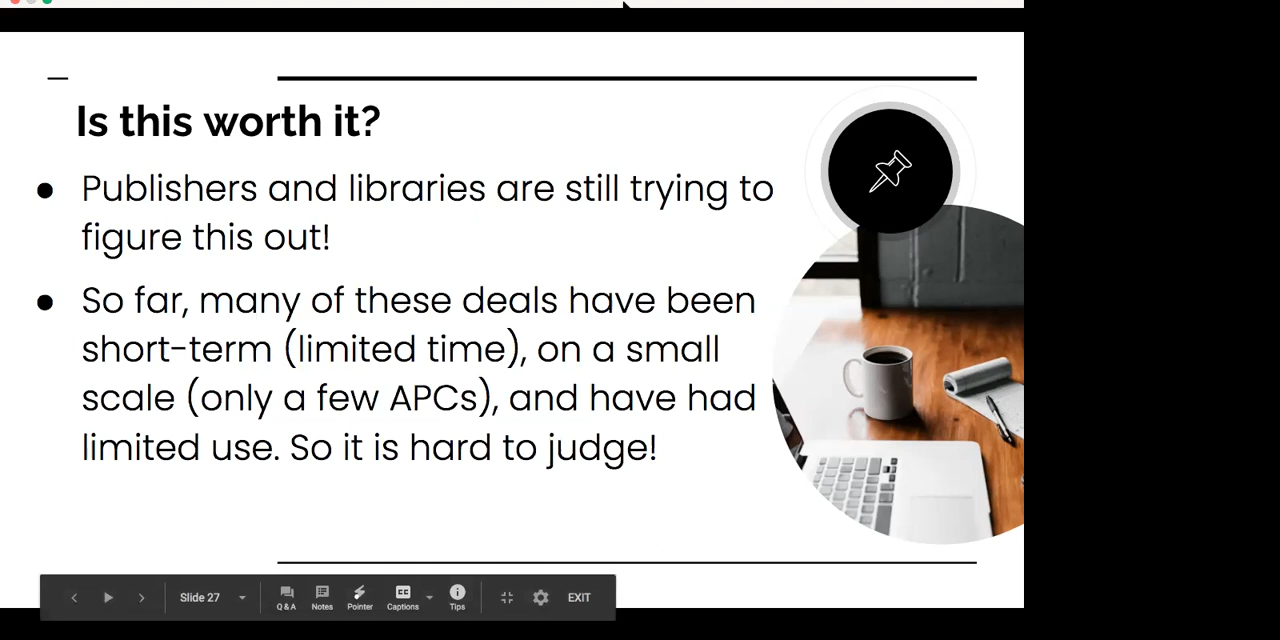 Is this worth it?
● Publishers and libraries are still trying to
figure this out!
● So far, many of these deals have been
short-term (limited time), on a small
scale (only a few APCs), and have had
limited use. So it is hard to judge!
Slide 27
Q & A
Notes
Pointer
CC
Captions
Tips
EXIT